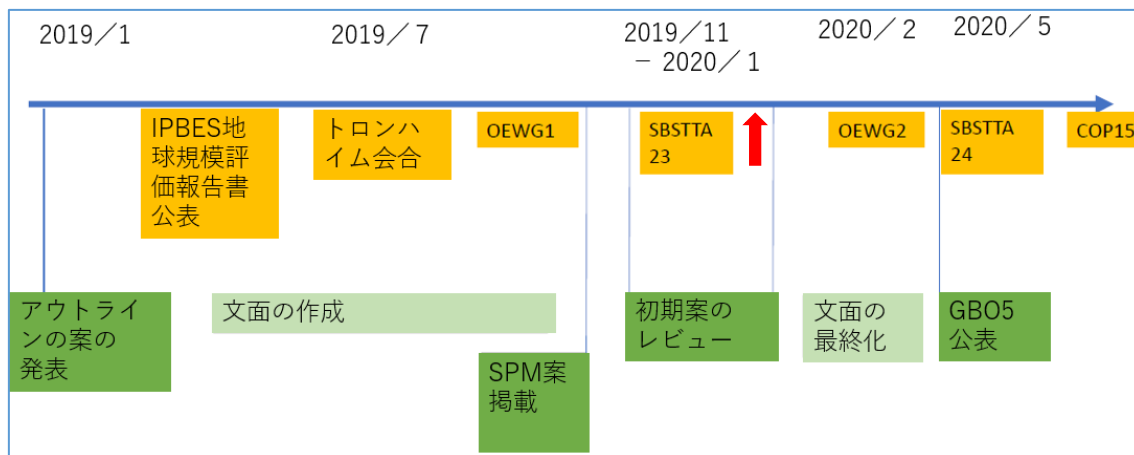 2019／1
2019／7
2019／11
－ 2020／1
2020／2
2020／5
IPBES地
球規模評
価報告書
公表
トロンハ
イム会合
OEWG1
SBSTTA
23
OEWG2
SBSTTA
24
COP15
アウトライ
ンの案の
発表
文面の作成
SPM案
掲載
初期案の
レビュー
文面の
最終化
GBO5
公表